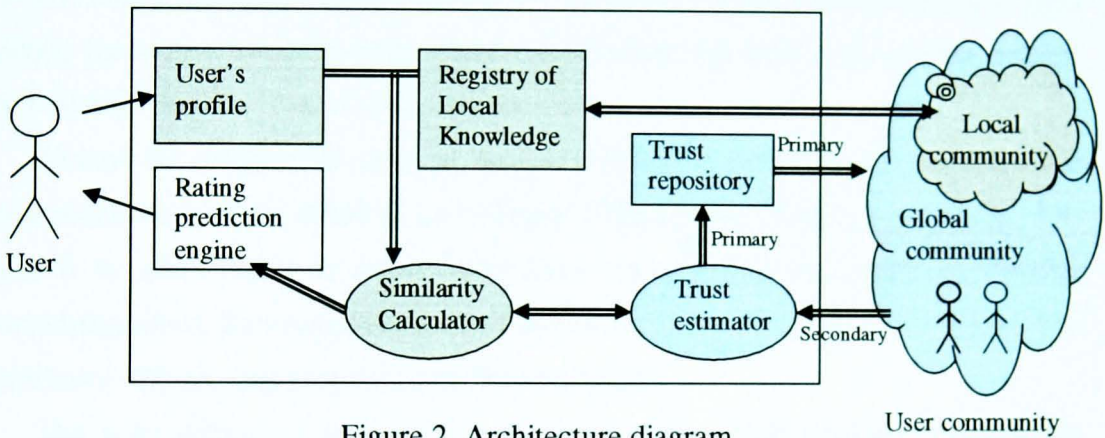 User's
profile
Registry of
Local
Knowledge
Local
community
Trust
repository
Primary
Rating
prediction
engine
Global
community
User
Primary
Similarity
Calculator
Trust
estimator
Secondary
User community
Figure 2. Architecture diagram